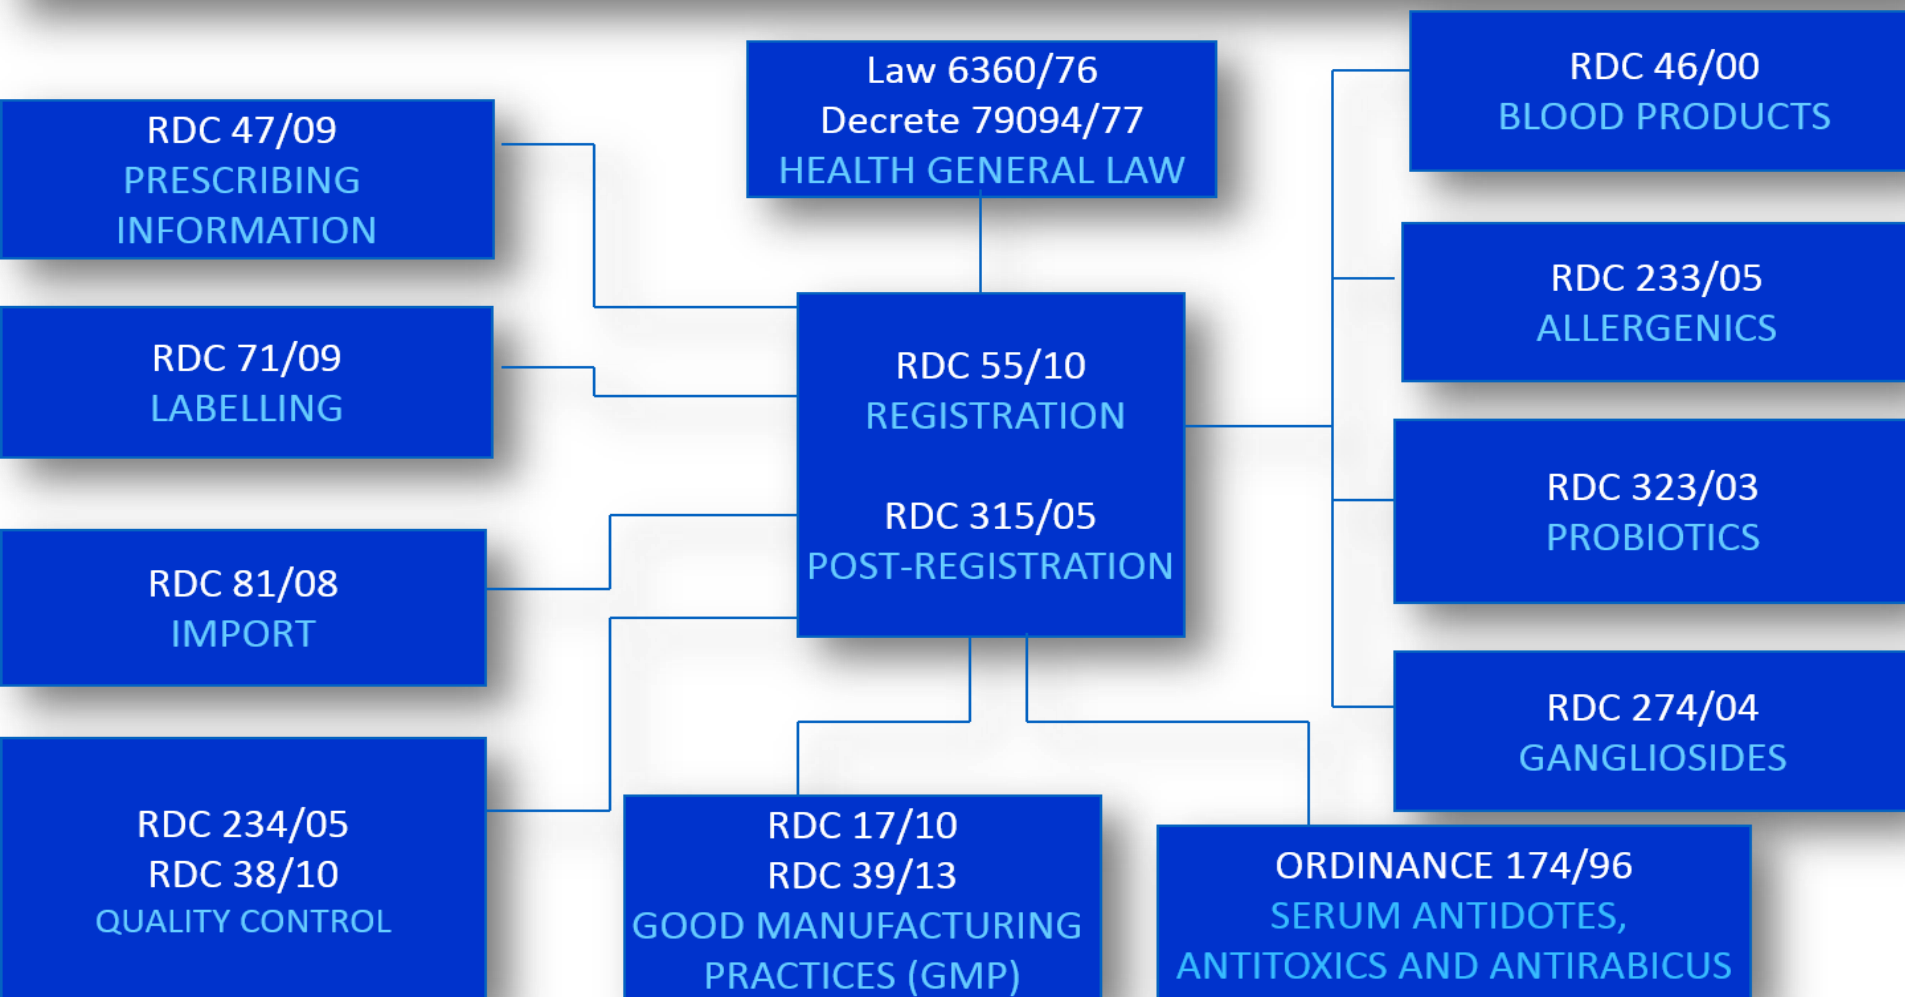 Law 6360/76
Decrete 79094/77
HEALTH GENERAL LAW
RDC 47/09
PRESCRIBING
INFORMATION
RDC 71/09
LABELLING
RDC 81/08
IMPORT
RDC 234/05
RDC 38/10
QUALITY CONTROL
RDC 55/10
REGISTRATION
RDC 315/05
POST-REGISTRATION
RDC 17/10
RDC 39/13
GOOD MANUFACTURING
PRACTICES (GMP)
ORDINANCE 174/96
SERUM ANTIDOTES,
ANTITOXICS AND ANTIRABICUS
RDC 46/00
BLOOD PRODUCTS
RDC 233/05
ALLERGENICS
RDC 323/03
PROBIOTICS
RDC 274/04
GANGLIOSIDES